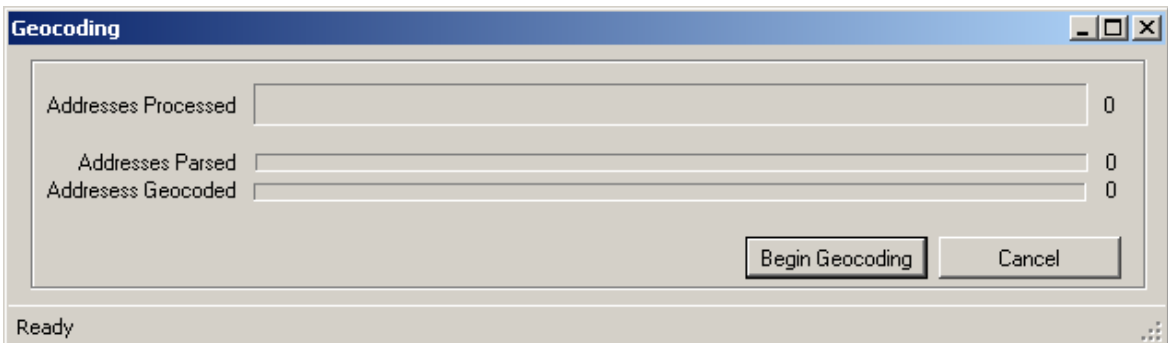 Geocoding
Addresses Processed 0
Addresses Parsed 0
Addresess Geocoded 0
Begin Geocoding Cancel
Ready